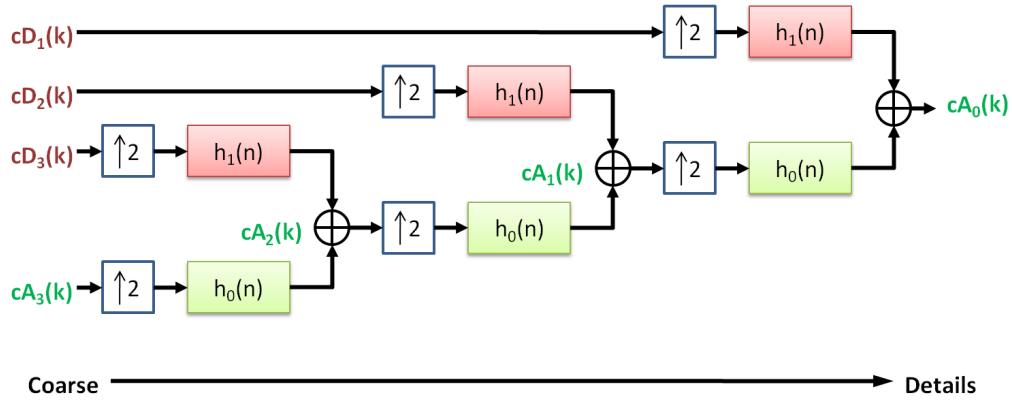 cD₁(k)
↑2
h₁(n)
cD₂(k)
↑2
h₁(n)
cA₀(k)
cD₃(k)
↑2
h₁(n)
cA₁(k)
↑2
h₀(n)
cA₂(k)
↑2
h₀(n)
cA₃(k)
↑2
h₀(n)
Coarse
Details